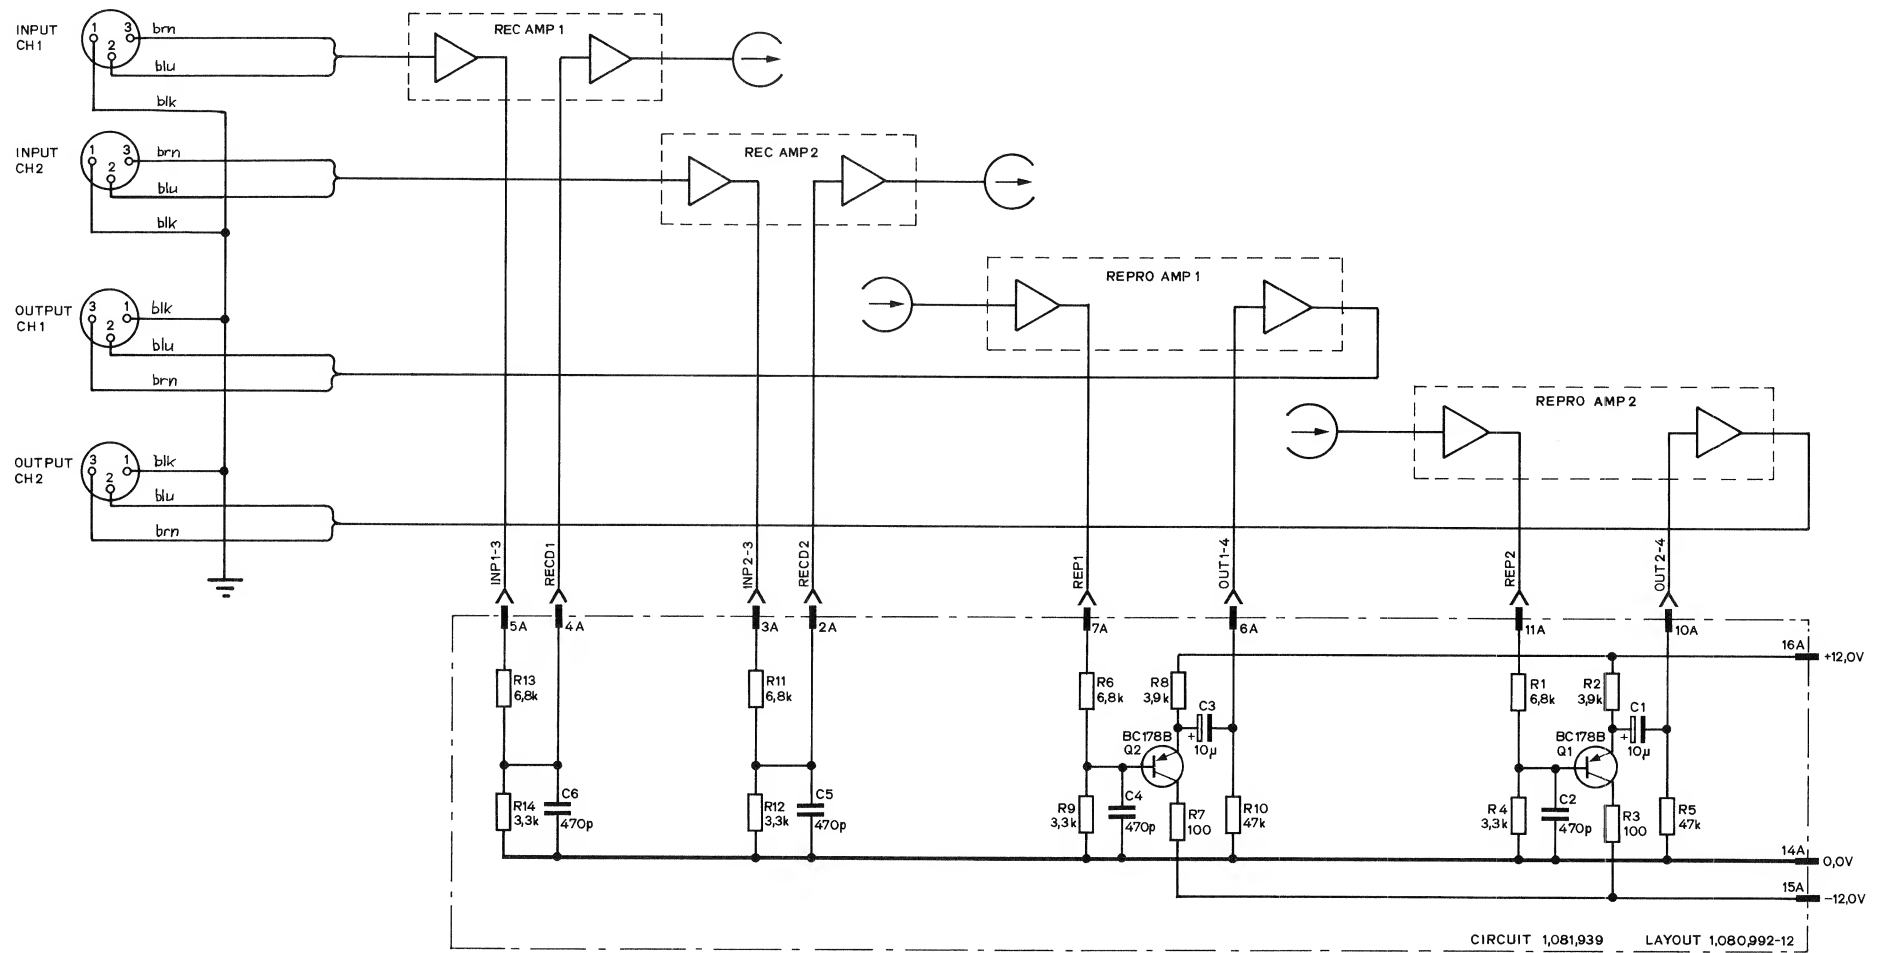 INPUT
CH1
1
3
2
brn
blu
blk
REC AMP 1
INPUT
CH2
1
3
2
brn
blu
blk
REC AMP 2
OUTPUT
CH1
3
1
2
blk
blu
brn
REPRO AMP 1
OUTPUT
CH2
3
1
2
blk
blu
brn
REPRO AMP 2
INP1-3
RECD1
INP2-3
RECD2
REP1
OUT1-4
REP2
OUT2-4
5A
4A
3A
2A
7A
6A
11A
10A
16A
+12,0V
R13
6,8k
R11
6,8k
R6
6,8k
R8
3,9k
C3
+
10µ
BC178B
Q2
R1
6,8k
R2
3,9k
C1
+
10µ
BC178B
Q1
R14
3,3k
C6
470p
R12
3,3k
C5
470p
R9
3,3k
C4
470p
R7
100
R10
47k
R4
3,3k
C2
470p
R3
100
R5
47k
14A
0,0V
15A
-12,0V
CIRCUIT 1,081,939
LAYOUT 1,080,992-12